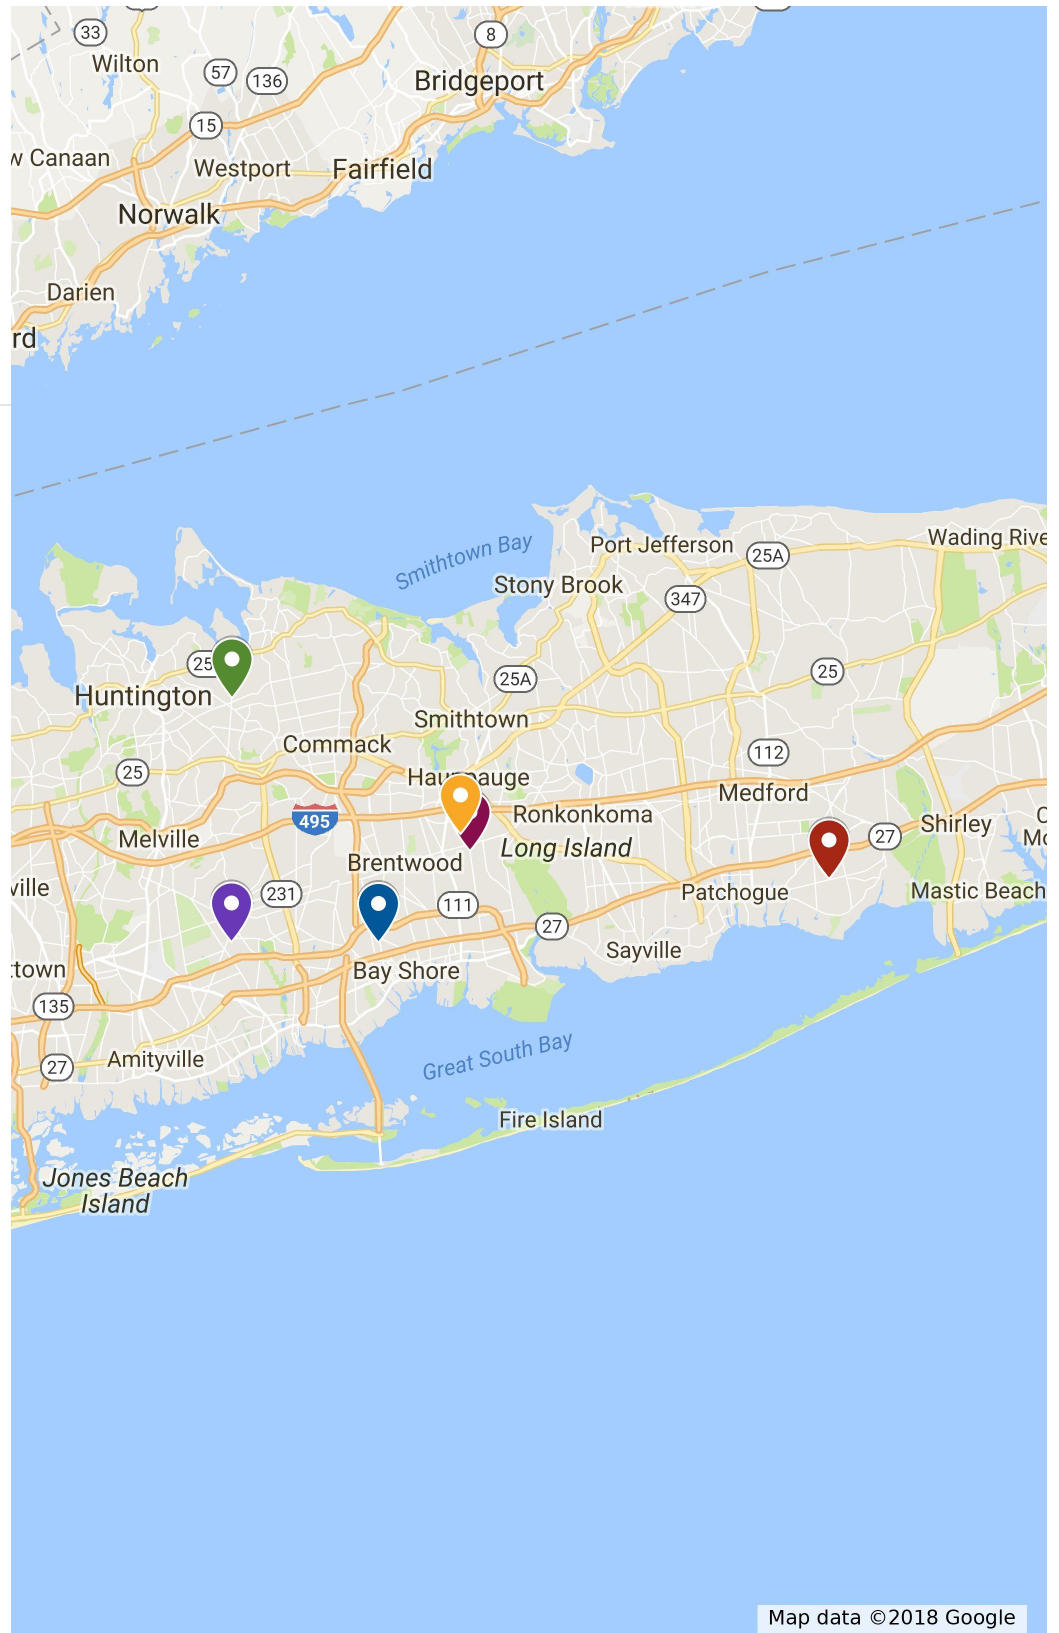 33
8
Wilton
57
136
Bridgeport
15
w Canaan
Westport
Fairfield
Norwalk
Darien
rd
Smithtown Bay
Port Jefferson
25A
Wading Rive
Stony Brook
347
25
25A
25
Huntington
Smithtown
Commack
112
25
Hauppauge
Medford
495
Ronkonkoma
Shirley
C
Mo
27
Melville
Long Island
Brentwood
ville
231
111
Patchogue
Mastic Beach
27
Sayville
ttown
Bay Shore
135
Great South Bay
27
Amityville
Fire Island
Jones Beach
Island
Map data ©2018 Google